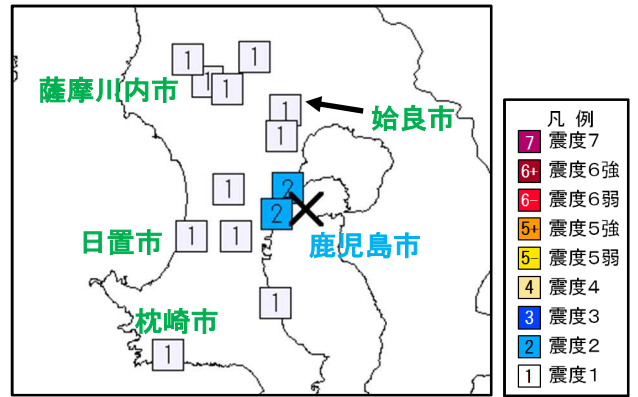 1
1
1
1
薩摩川内市
1
姶良市
1
1
2
2
1
1
日置市
鹿児島市
1
枕崎市
1
凡 例
7 震度7
6+ 震度6強
6- 震度6弱
5+ 震度5強
5- 震度5弱
4 震度4
3 震度3
2 震度2
1 震度1